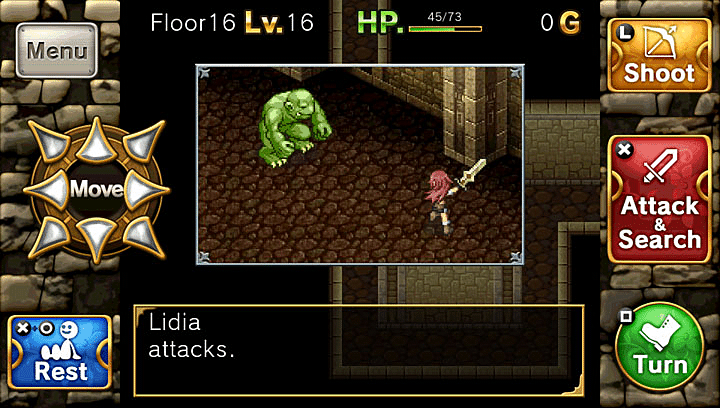 Menu
Floor16 Lv.16 HP. 45/73 0 G
L
Shoot
Move
Attack
&
Search
Lidia
attacks.
Rest
Turn